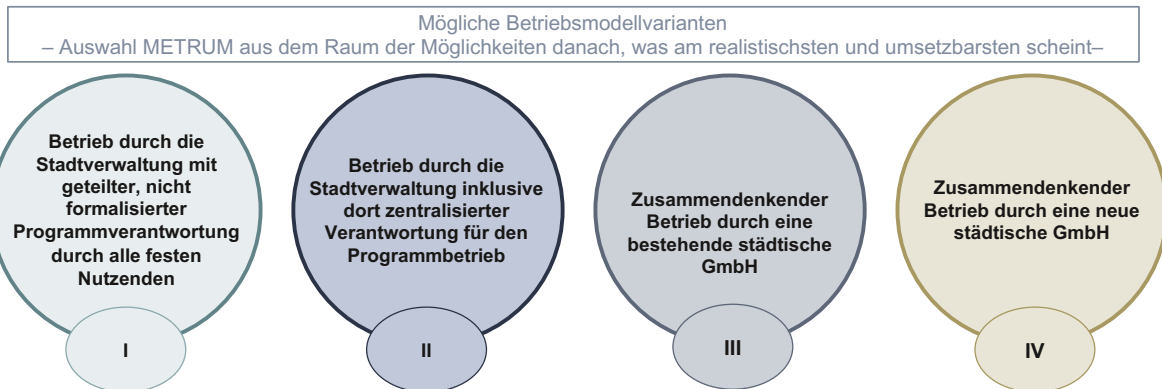 Mögliche Betriebsmodellvarianten
– Auswahl METRUM aus dem Raum der Möglichkeiten danach, was am realistischsten und umsetzbarsten scheint–
Betrieb durch die
Stadtverwaltung mit
geteilter, nicht
formalisierter
Programmverantwortung
durch alle festen
Nutzenden
I
Betrieb durch die
Stadtverwaltung inklusive
dort zentralisierter
Verantwortung für den
Programmbetrieb
II
Zusammendenkender
Betrieb durch eine
bestehende städtische
GmbH
III
Zusammendenkender
Betrieb durch eine neue
städtische GmbH
IV